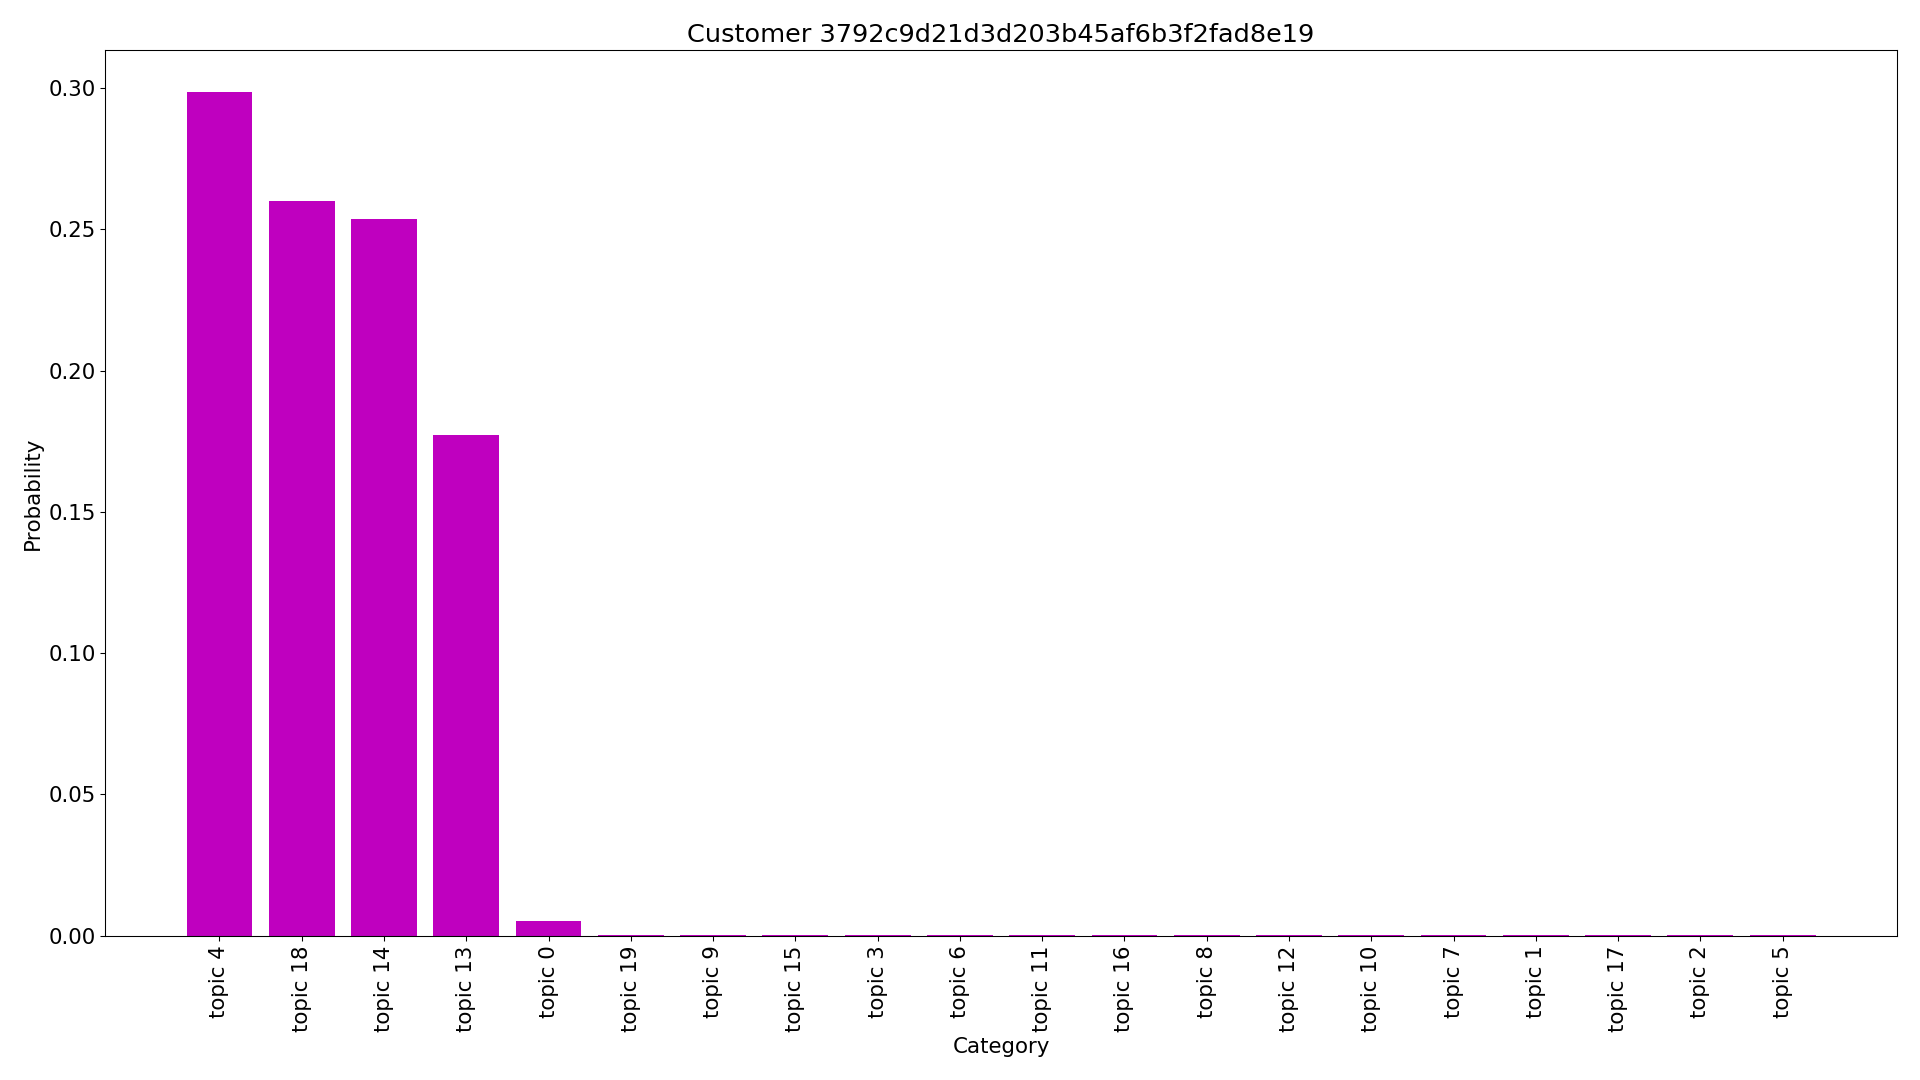 Customer 3792c9d21d3d203b45af6b3f2fad8e19
Probability
0.30
0.25
0.20
0.15
0.10
0.05
0.00
topic 4
topic 18
topic 14
topic 13
topic 0
topic 19
topic 9
topic 15
topic 3
topic 6
topic 11
topic 16
topic 8
topic 12
topic 10
topic 7
topic 1
topic 17
topic 2
topic 5
Category